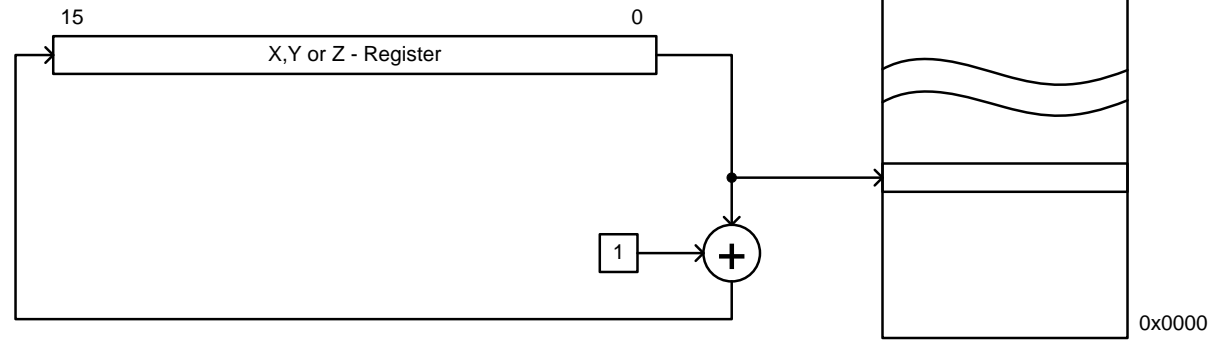 15
0
X,Y or Z - Register
1
+
0x0000